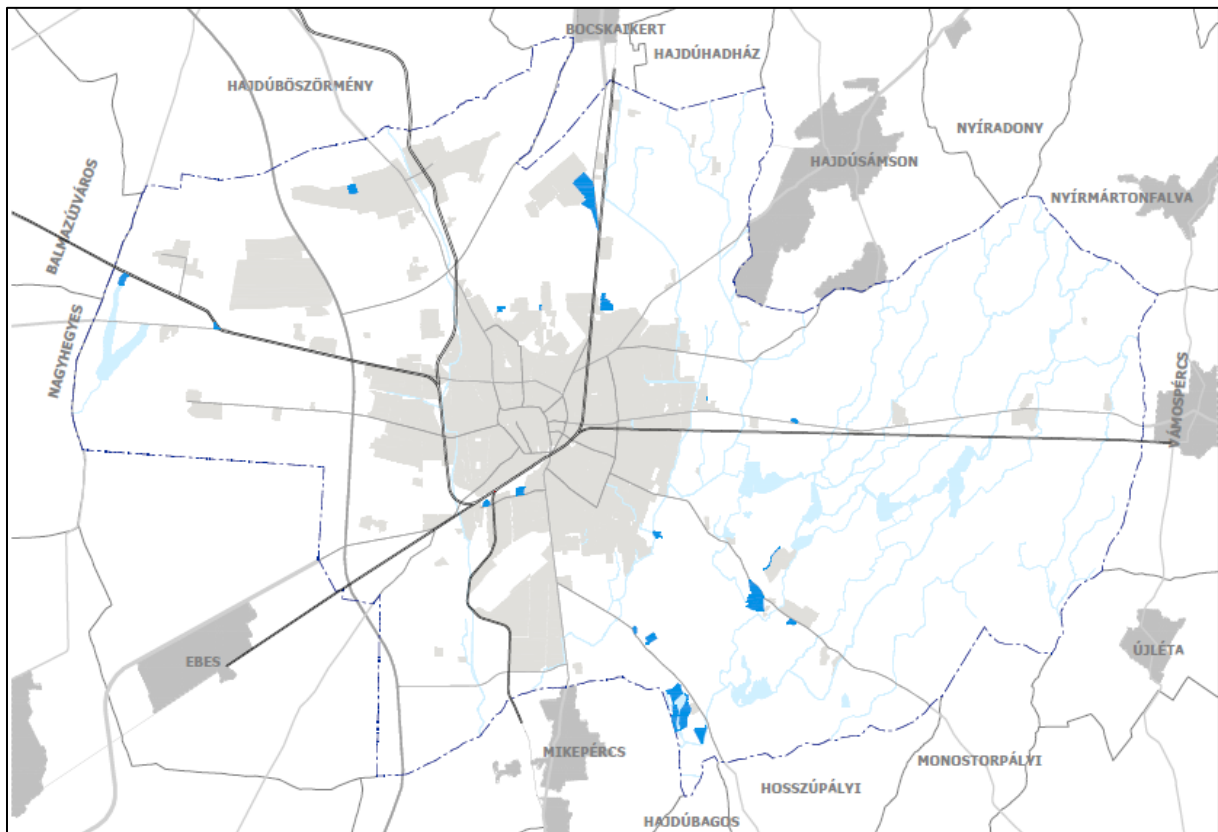 BOCSKAIKERT
HAJDÚHADHÁZ
HAJDÚBÖSZÖRMÉNY
NYÍRADONY
HAJDÚSÁMSON
NYÍRMÁRTONFALVA
BALMAZÚJVÁROS
NAGYHEGYES
VÁMOSPÉRCS
ÚJLÉTA
EBES
MIKEPÉRCS
MONOSTORPÁLYI
HOSSZÚPÁLYI
HAJDÚBAGOS